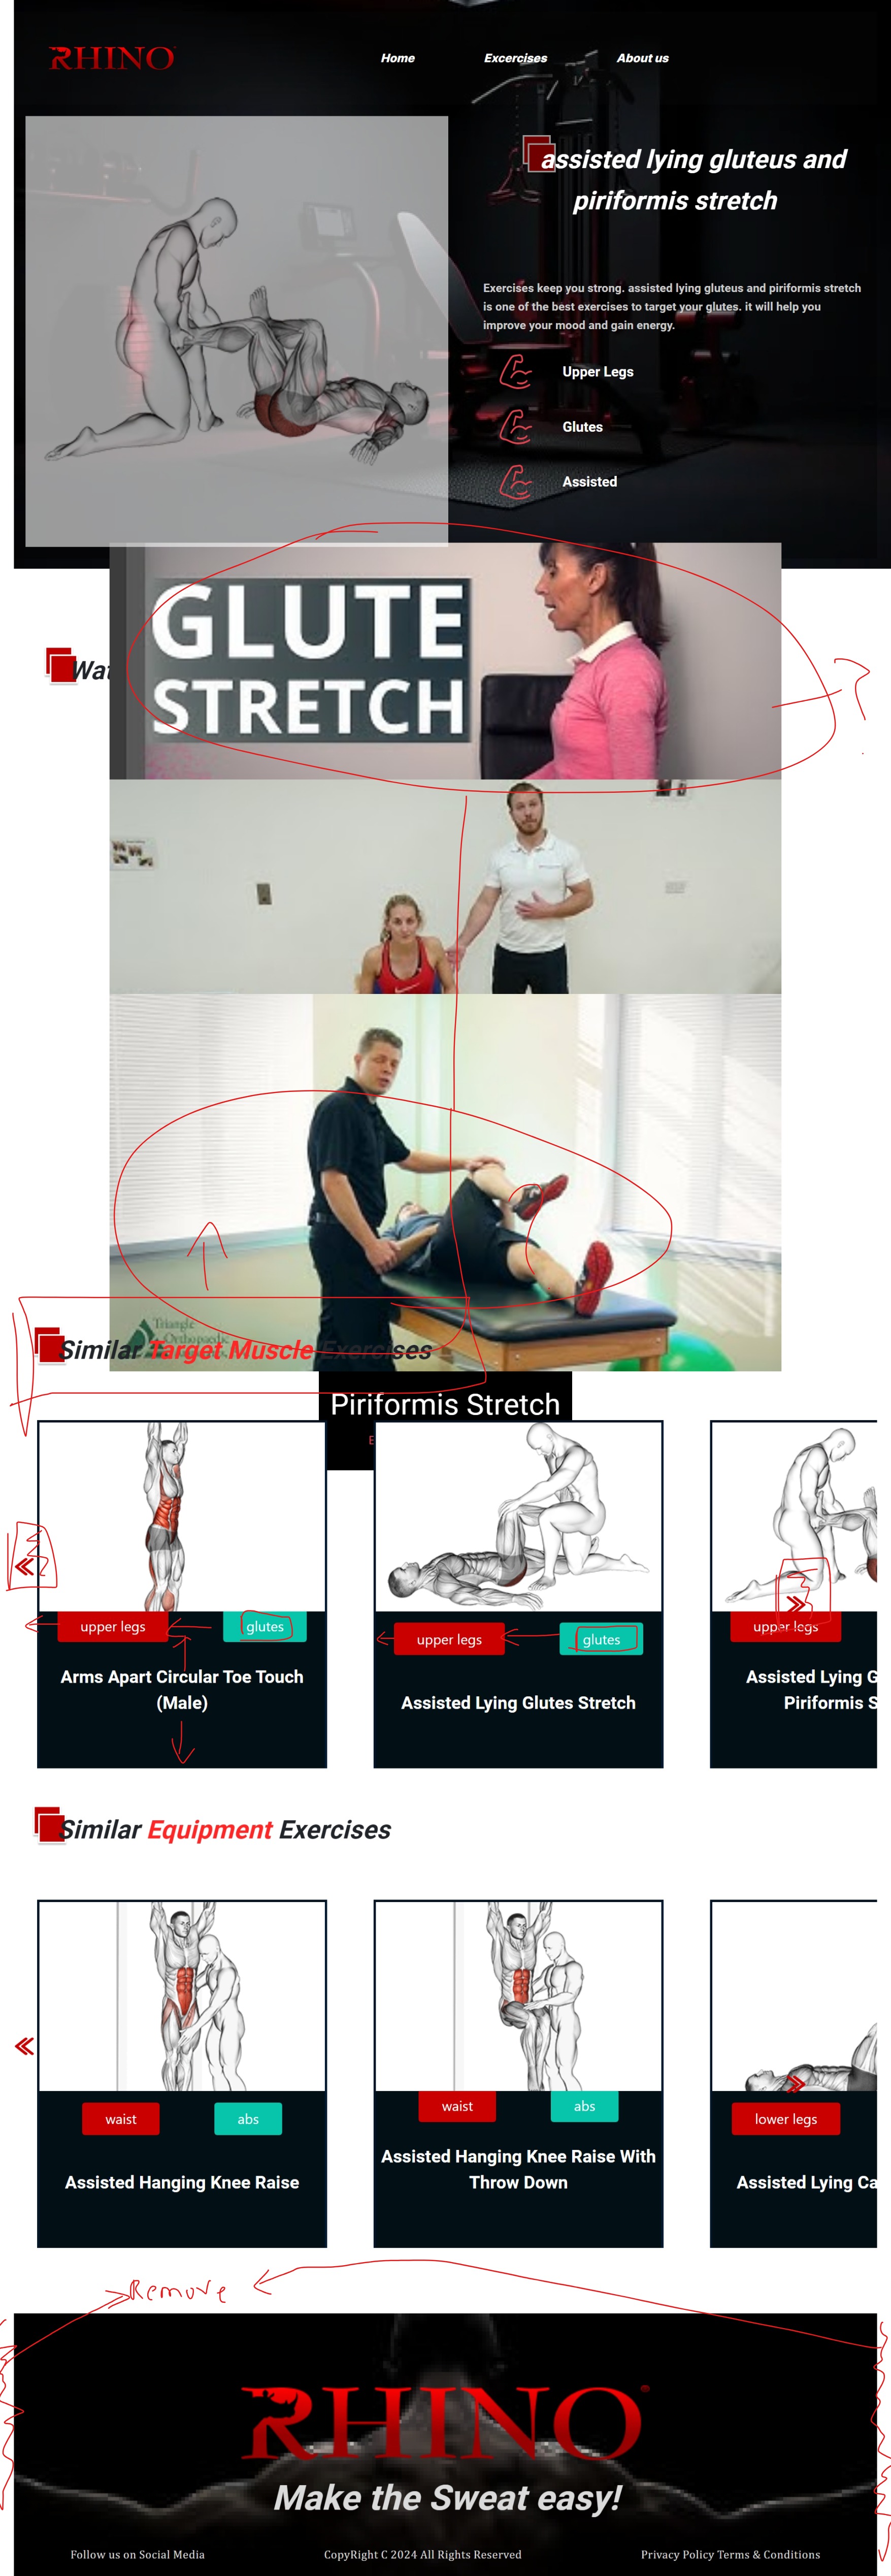 RHINO
Home Excercises About us
assisted lying gluteus and
piriformis stretch
Exercises keep you strong. assisted lying gluteus and piriformis stretch
is one of the best exercises to target your glutes. it will help you
improve your mood and gain energy.
Upper Legs
Glutes
Assisted
GLUTE
STRETCH
Wat
Triangle
Orthopaedic
Similar Target Muscle Exercises
Piriformis Stretch
E
upper legs glutes
Arms Apart Circular Toe Touch
(Male)
upper legs glutes
Assisted Lying Glutes Stretch
upper legs
Assisted Lying G
Piriformis S
Similar Equipment Exercises
waist abs
Assisted Hanging Knee Raise
waist abs
Assisted Hanging Knee Raise With
Throw Down
lower legs
Assisted Lying Ca
Remove
RHINO
Make the Sweat easy!
Follow us on Social Media CopyRight C 2024 All Rights Reserved Privacy Policy Terms & Conditions